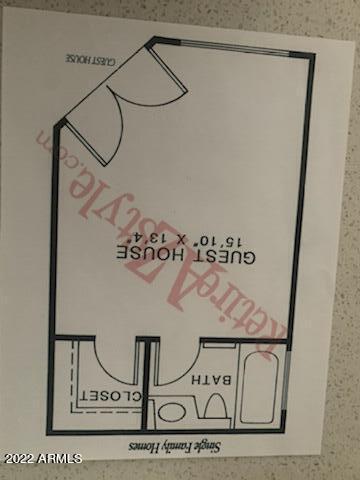 Single Family Homes
CLOSET
BATH
GUEST HOUSE
15'10" X 13'4"
GUEST HOUSE
RetireAZstyle.com
2022 ARMLS